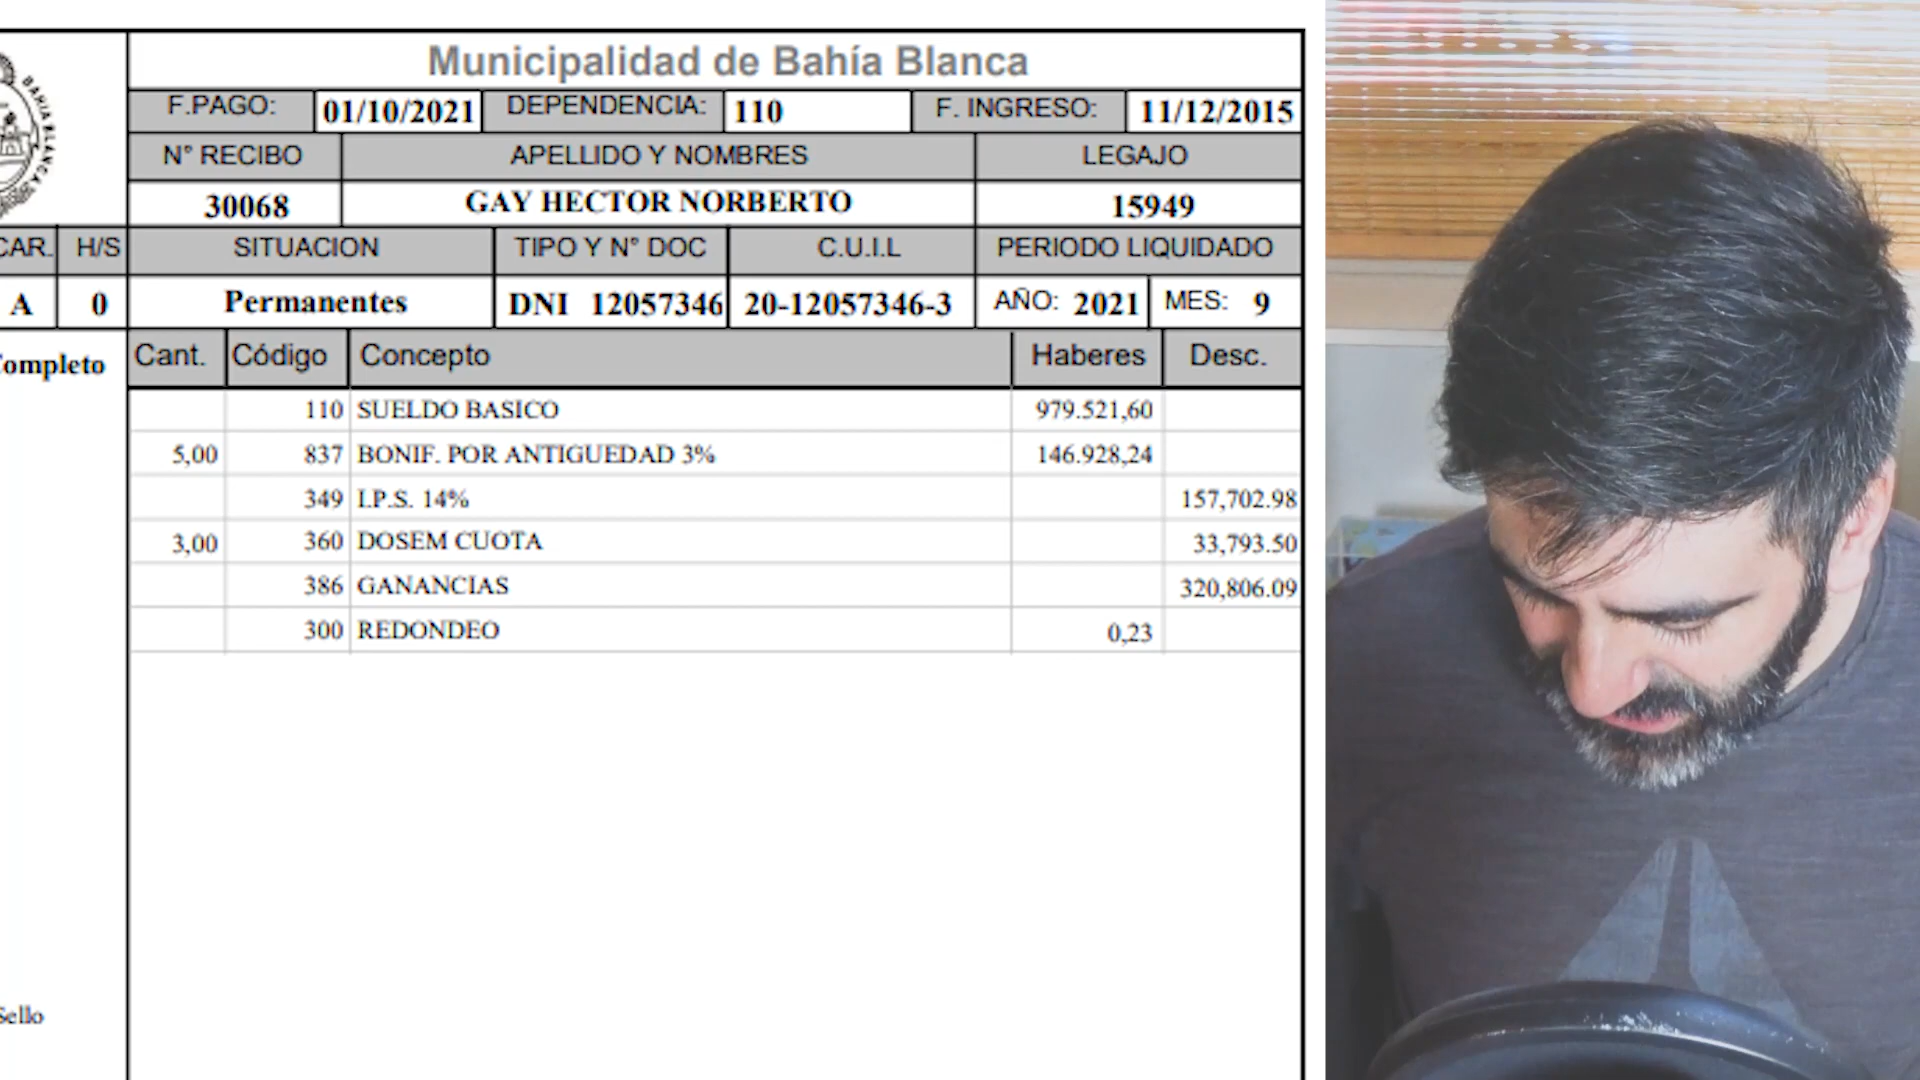 Municipalidad de Bahía Blanca
BAHIA BLANCA
F.PAGO: 01/10/2021 DEPENDENCIA: 110 F. INGRESO: 11/12/2015
N° RECIBO APELLIDO Y NOMBRES LEGAJO
30068 GAY HECTOR NORBERTO 15949
CAR. H/S SITUACION TIPO Y N° DOC C.U.I.L PERIODO LIQUIDADO
A 0 Permanentes DNI 12057346 20-12057346-3 AÑO: 2021 MES: 9
ompleto Cant. Código Concepto Haberes Desc.
110 SUELDO BASICO 979.521,60
5,00 837 BONIF. POR ANTIGUEDAD 3% 146.928,24
349 I.P.S. 14% 157,702.98
3,00 360 DOSEM CUOTA 33,793.50
386 GANANCIAS 320,806.09
300 REDONDEO 0,23
Sello